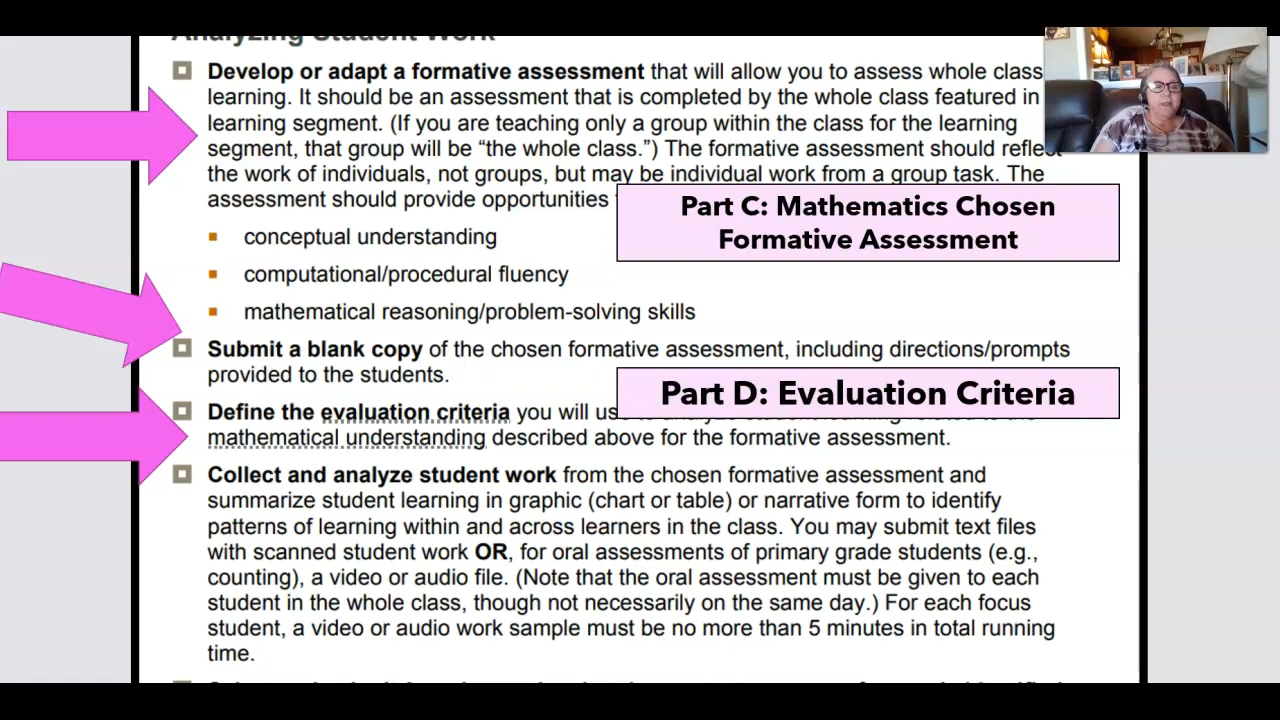 Analyzing Student Work
Develop or adapt a formative assessment that will allow you to assess whole class
learning. It should be an assessment that is completed by the whole class featured in
learning segment. (If you are teaching only a group within the class for the learning
segment, that group will be “the whole class.”) The formative assessment should reflect
the work of individuals, not groups, but may be individual work from a group task. The
assessment should provide opportunities
Part C: Mathematics Chosen
Formative Assessment
conceptual understanding
computational/procedural fluency
mathematical reasoning/problem-solving skills
Submit a blank copy of the chosen formative assessment, including directions/prompts
provided to the students.
Part D: Evaluation Criteria
Define the evaluation criteria you will
mathematical understanding described above for the formative assessment.
Collect and analyze student work from the chosen formative assessment and
summarize student learning in graphic (chart or table) or narrative form to identify
patterns of learning within and across learners in the class. You may submit text files
with scanned student work OR, for oral assessments of primary grade students (e.g.,
counting), a video or audio file. (Note that the oral assessment must be given to each
student in the whole class, though not necessarily on the same day.) For each focus
student, a video or audio work sample must be no more than 5 minutes in total running
time.